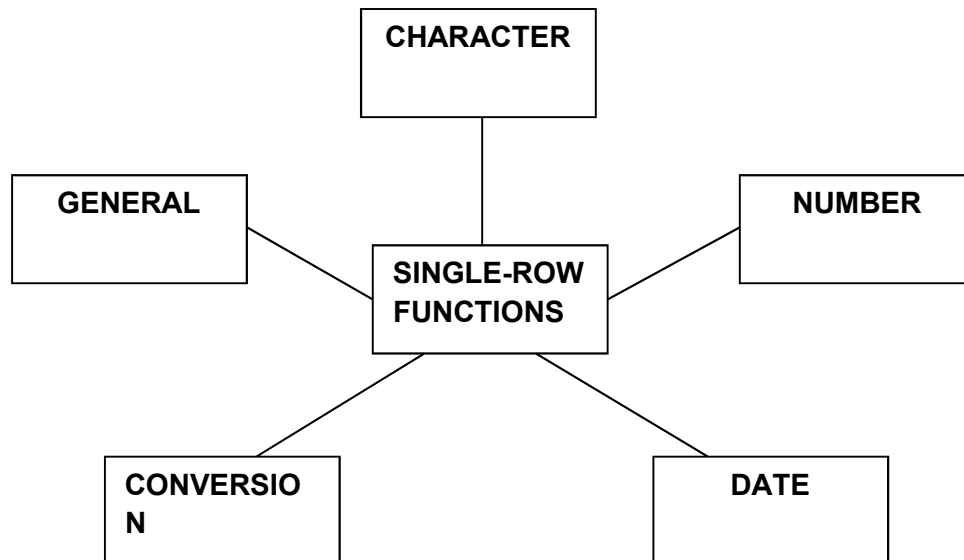 CHARACTER
GENERAL
NUMBER
SINGLE-ROW
FUNCTIONS
CONVERSIO
N
DATE